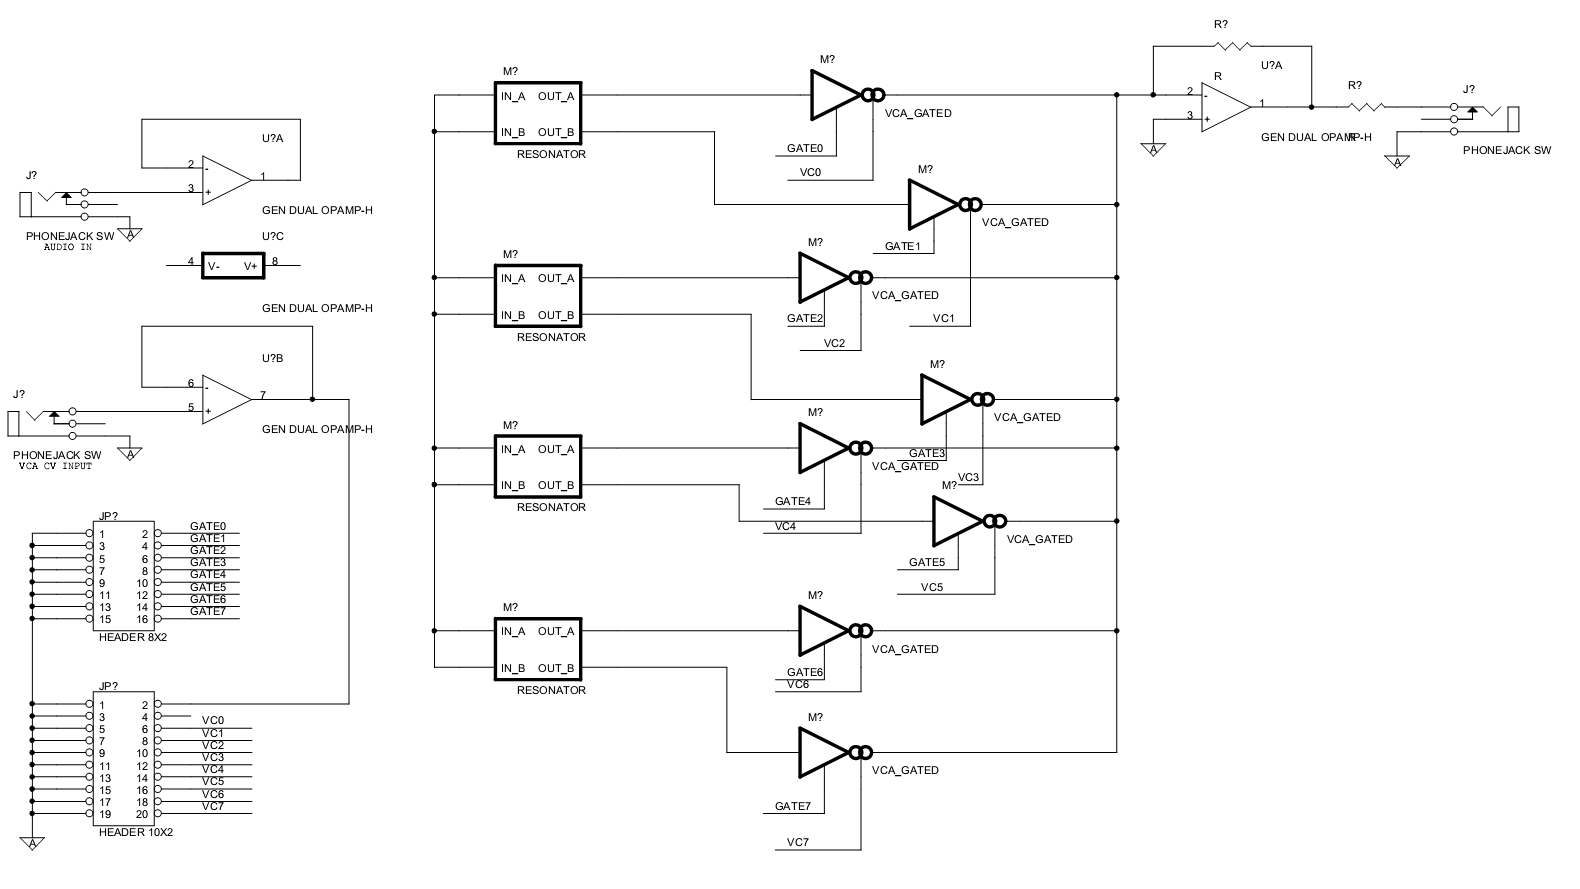 J?
2
3
U?A
1
GEN DUAL OPAMP-H
PHONEJACK SW
AUDIO IN
A
U?C
4
V-
V+
8
GEN DUAL OPAMP-H
J?
6
5
U?B
7
GEN DUAL OPAMP-H
PHONEJACK SW
VCA CV INPUT
A
JP?
1 2 GATE0
3 4 GATE1
5 6 GATE2
7 8 GATE3
9 10 GATE4
11 12 GATE5
13 14 GATE6
15 16 GATE7
HEADER 8X2
JP?
1 2
3 4
5 6 VC0
7 8 VC1
9 10 VC2
11 12 VC3
13 14 VC4
15 16 VC5
17 18 VC6
19 20 VC7
HEADER 10X2
A
M?
IN_A OUT_A
IN_B OUT_B
RESONATOR
M?
VCA_GATED
GATE0
VC0
M?
VCA_GATED
GATE1
VC1
M?
IN_A OUT_A
IN_B OUT_B
RESONATOR
M?
VCA_GATED
GATE2
VC2
M?
VCA_GATED
GATE3
VC3
M?
IN_A OUT_A
IN_B OUT_B
RESONATOR
M?
VCA_GATED
GATE4
VC4
M?
VCA_GATED
GATE5
VC5
M?
IN_A OUT_A
IN_B OUT_B
RESONATOR
M?
VCA_GATED
GATE6
VC6
M?
VCA_GATED
GATE7
VC7
R?
R
U?A
2
3
1
GEN DUAL OPAMP-H
A
R?
R
J?
PHONEJACK SW
A